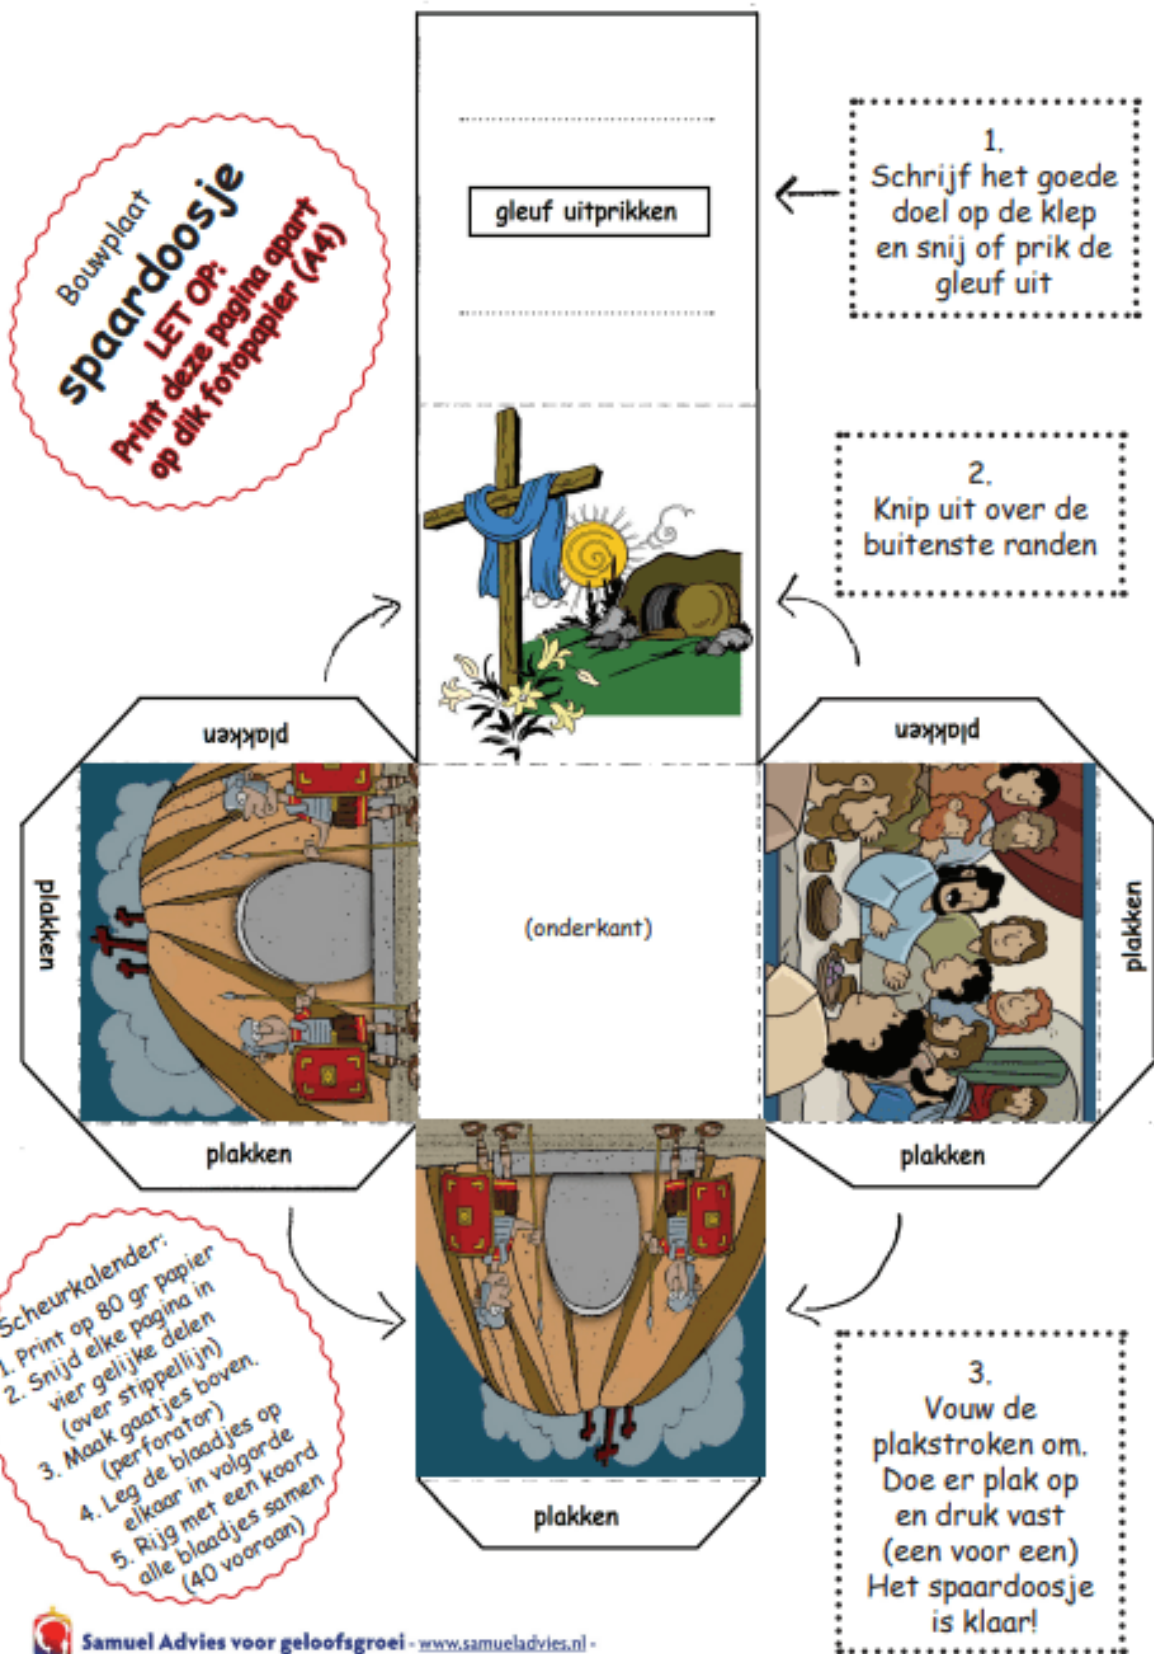 Bouwplaat
spaardoosje
LET OP:
Print deze pagina apart
op dik fotopapier (A4)
gleuf uitprikken
1.
Schrijf het goede
doel op de klep
en snij of prik de
gleuf uit
2.
Knip uit over de
buitenste randen
plakken
plakken
plakken
(onderkant)
plakken
plakken
plakken
Scheurkalender:
1. Print op 80 gr papier
2. Snijd elke pagina in
vier gelijke delen
(over stippellijn)
3. Maak gaatjes boven.
(perforator)
4. Leg de blaadjes op
elkaar in volgorde
5. Rijg met een koord
alle blaadjes samen
(40 vooraan)
plakken
3.
Vouw de
plakstroken om.
Doe er plak op
en druk vast
(een voor een)
Het spaardoosje
is klaar!
Samuel Advies voor geloofsgroei - www.samueladvies.nl -